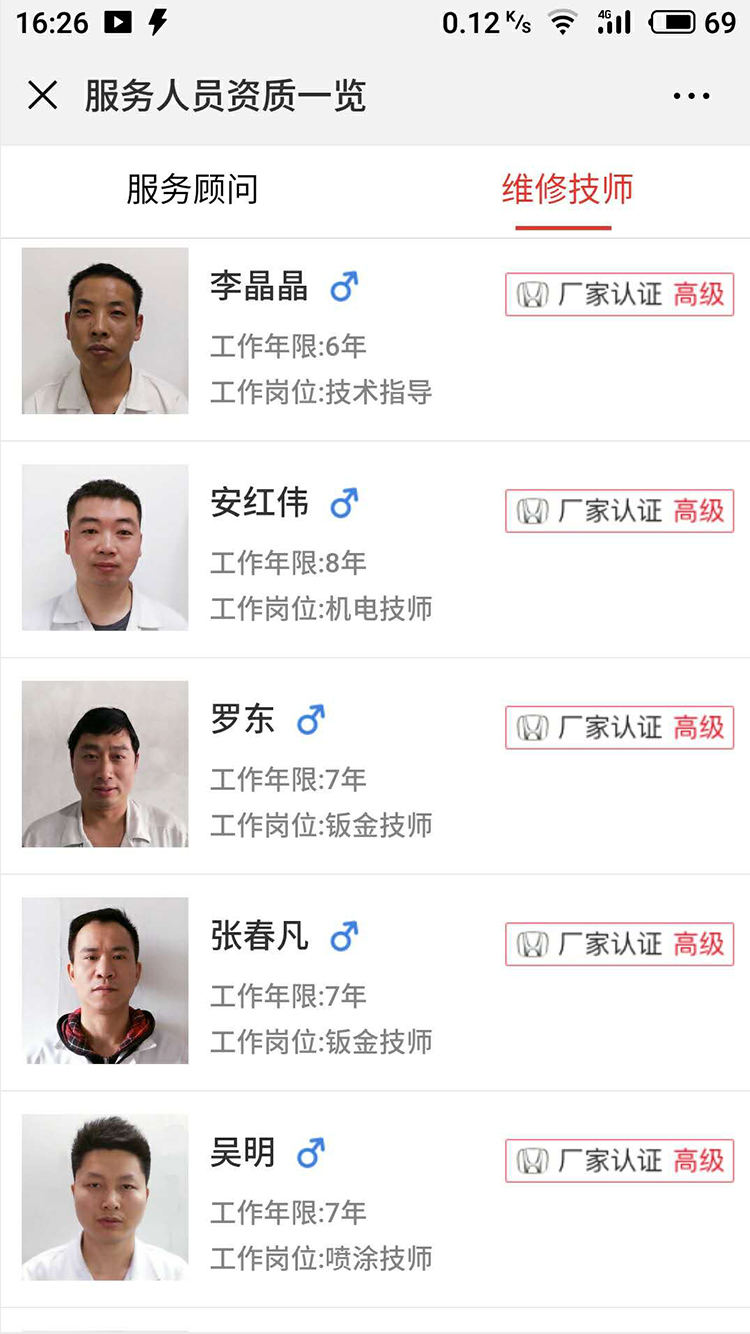 16:26 0.12 K/s 4G 69
服务人员资质一览
服务顾问 维修技师
李晶晶 厂家认证 高级
工作年限:6年
工作岗位:技术指导
安红伟 厂家认证 高级
工作年限:8年
工作岗位:机电技师
罗东 厂家认证 高级
工作年限:7年
工作岗位:钣金技师
张春凡 厂家认证 高级
工作年限:7年
工作岗位:钣金技师
吴明 厂家认证 高级
工作年限:7年
工作岗位:喷涂技师